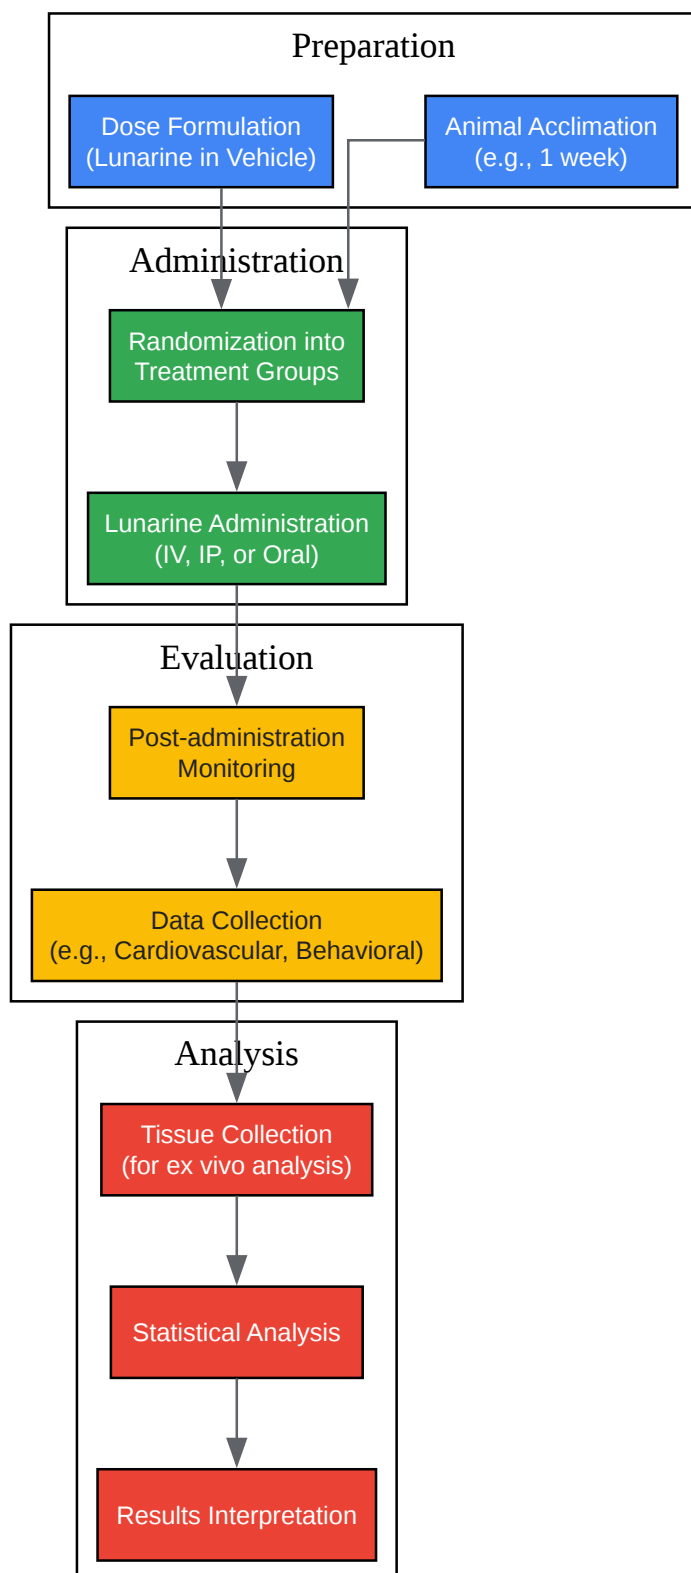 Preparation
Dose Formulation
(Lunarine in Vehicle)
Animal Acclimation
(e.g., 1 week)
Administration
Randomization into
Treatment Groups
Lunarine Administration
(IV, IP, or Oral)
Evaluation
Post-administration
Monitoring
Data Collection
(e.g., Cardiovascular, Behavioral)
Analysis
Tissue Collection
(for ex vivo analysis)
Statistical Analysis
Results Interpretation